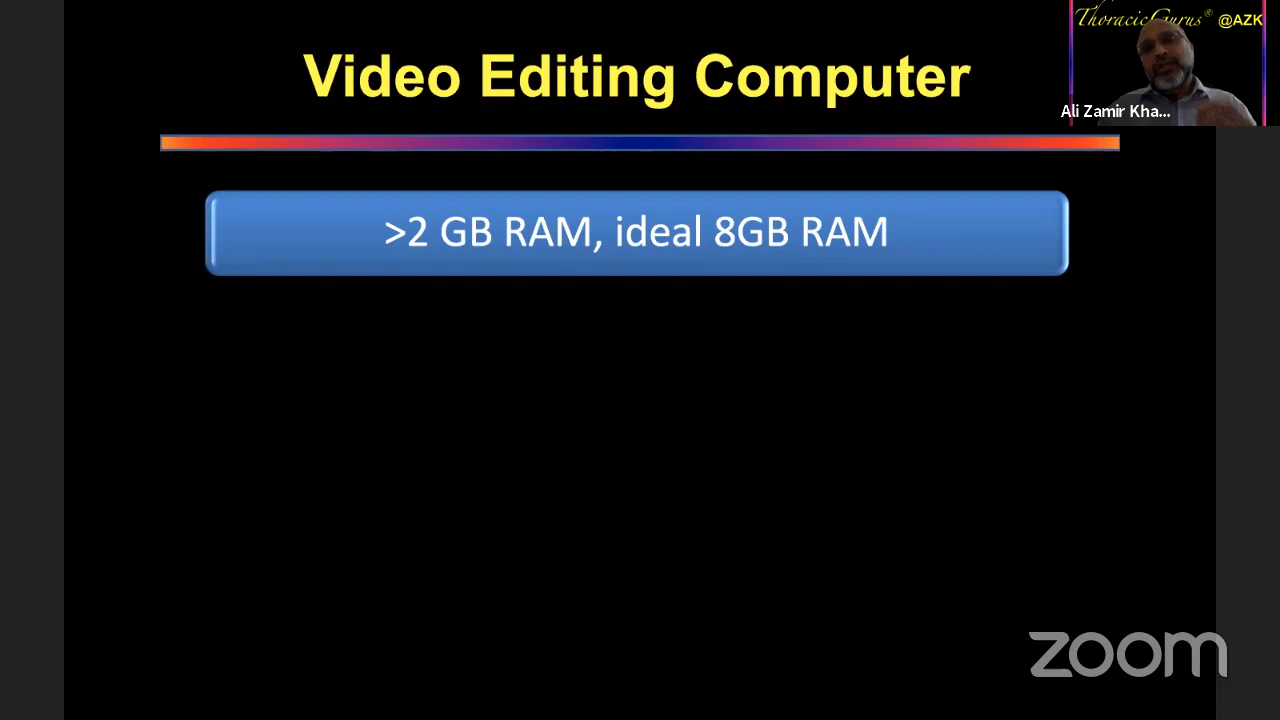 ThoracicGurus® @AZK
Video Editing Computer
Ali Zamir Kha...
>2 GB RAM, ideal 8GB RAM
zoom